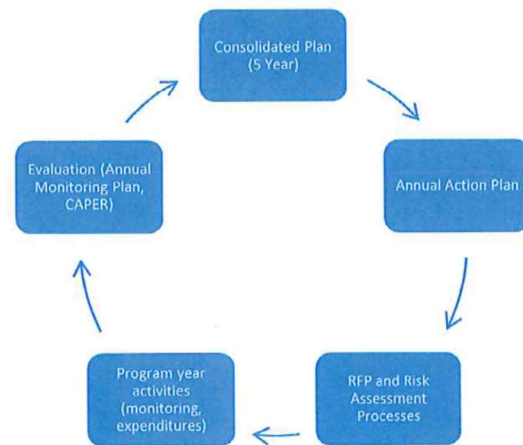 Consolidated Plan
(5 Year)
Annual Action Plan
RFP and Risk
Assessment
Processes
Program year
activities
(monitoring,
expenditures)
Evaluation (Annual
Monitoring Plan,
CAPER)